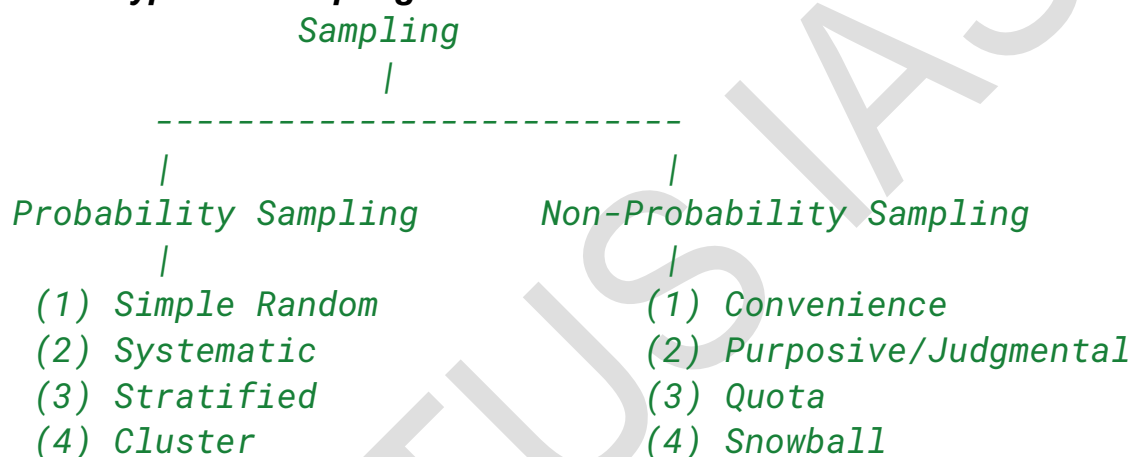 Sampling
|
--------------------------
| |
Probability Sampling Non-Probability Sampling
| |
(1) Simple Random (1) Convenience
(2) Systematic (2) Purposive/Judgmental
(3) Stratified (3) Quota
(4) Cluster (4) Snowball